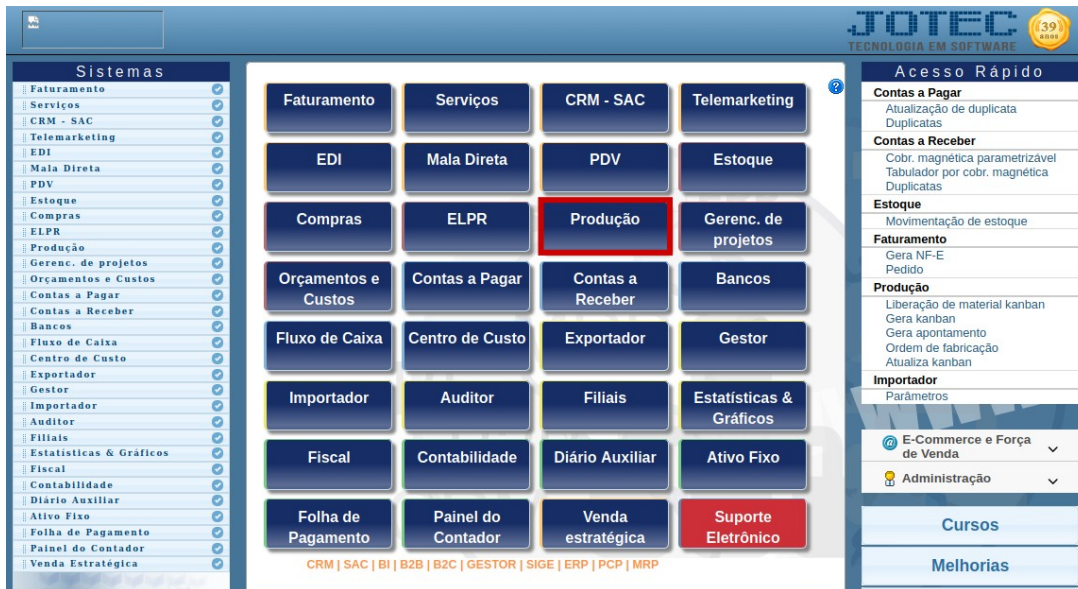 JOTEC
TECNOLOGIA EM SOFTWARE
39
anos
Sistemas
Faturamento
Serviços
CRM - SAC
Telemarketing
EDI
Mala Direta
PDV
Estoque
Compras
ELPR
Produção
Gerenc. de projetos
Orçamentos e Custos
Contas a Pagar
Contas a Receber
Bancos
Fluxo de Caixa
Centro de Custo
Exportador
Gestor
Importador
Auditor
Filiais
Estatísticas & Gráficos
Fiscal
Contabilidade
Diário Auxiliar
Ativo Fixo
Folha de Pagamento
Painel do Contador
Venda Estratégica
Faturamento
Serviços
CRM - SAC
Telemarketing
?
EDI
Mala Direta
PDV
Estoque
Compras
ELPR
Produção
Gerenc. de
projetos
Orçamentos e
Custos
Contas a Pagar
Contas a
Receber
Bancos
Fluxo de Caixa
Centro de Custo
Exportador
Gestor
Importador
Auditor
Filiais
Estatísticas &
Gráficos
Fiscal
Contabilidade
Diário Auxiliar
Ativo Fixo
Folha de
Pagamento
Painel do
Contador
Venda
estratégica
Suporte
Eletrônico
CRM | SAC | BI | B2B | B2C | GESTOR | SIGE | ERP | PCP | MRP
Acesso Rápido
Contas a Pagar
Atualização de duplicata
Duplicatas
Contas a Receber
Cobr. magnética parametrizável
Tabulador por cobr. magnética
Duplicatas
Estoque
Movimentação de estoque
Faturamento
Gera NF-E
Pedido
Produção
Liberação de material kanban
Gera kanban
Gera apontamento
Ordem de fabricação
Atualiza kanban
Importador
Parâmetros
E-Commerce e Força
de Venda
Administração
Cursos
Melhorias